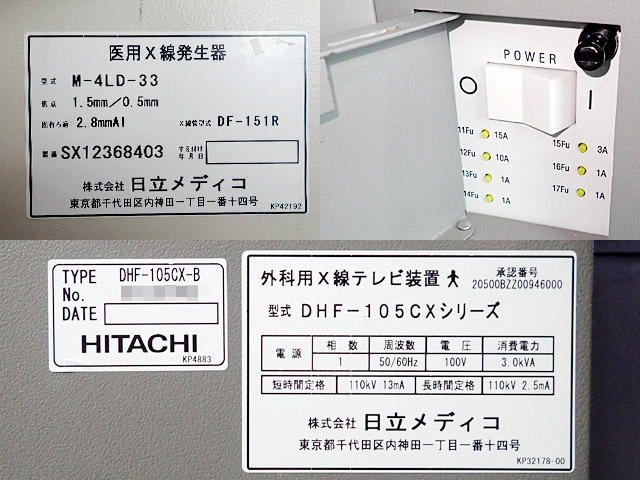 医用X線発生器
型式 M-4LD-33
焦点 1.5mm/0.5mm
固有ろ過 2.8mmAl X線管型式 DF-151R
製番 SX12368403 すえ付け年月日
株式会社 日立メディコ
東京都千代田区内神田一丁目一番十四号
KP42192
POWER
O I
11Fu 15A 15Fu 3A
12Fu 10A 16Fu 1A
13Fu 1A 17Fu 1A
14Fu 1A
TYPE DHF-105CX-B
No.
DATE
HITACHI
KP4883
外科用X線テレビ装置 承認番号
20500BZZ00946000
型式 DHF-105CXシリーズ
電源 相数 周波数 電圧 消費電力
1 50/60Hz 100V 3.0kVA
短時間定格 110kV 13mA 長時間定格 110kV 2.5mA
株式会社 日立メディコ
東京都千代田区内神田一丁目一番十四号
KP32178-00